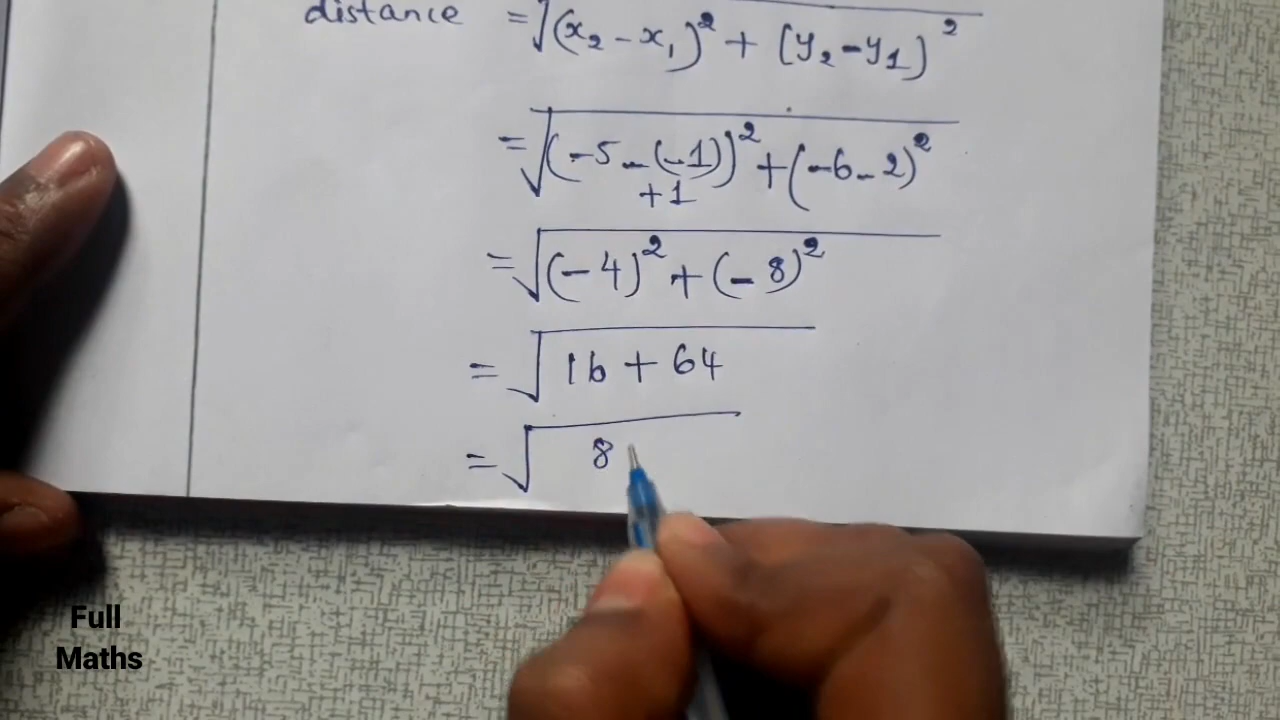 distance = √(x₂ - x₁)² + (y₂ - y1)²
= √(-5 - (-1))² + (-6 - 2)²
+1
= √(-4)² + (-8)²
= √16 + 64
= √8
Full
Maths